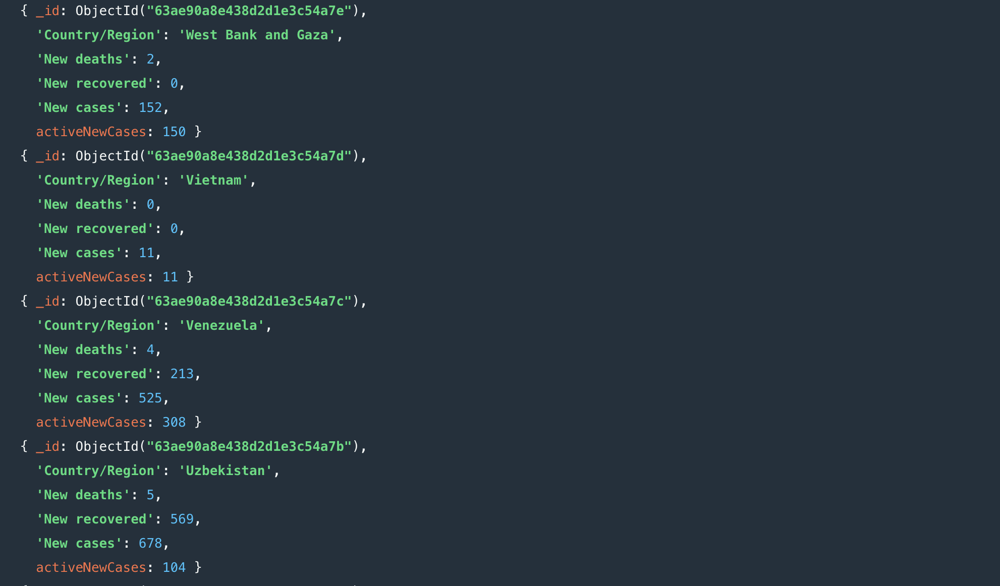 { _id: ObjectId("63ae90a8e438d2d1e3c54a7e"),
'Country/Region': 'West Bank and Gaza',
'New deaths': 2,
'New recovered': 0,
'New cases': 152,
activeNewCases: 150 }
{ _id: ObjectId("63ae90a8e438d2d1e3c54a7d"),
'Country/Region': 'Vietnam',
'New deaths': 0,
'New recovered': 0,
'New cases': 11,
activeNewCases: 11 }
{ _id: ObjectId("63ae90a8e438d2d1e3c54a7c"),
'Country/Region': 'Venezuela',
'New deaths': 4,
'New recovered': 213,
'New cases': 525,
activeNewCases: 308 }
{ _id: ObjectId("63ae90a8e438d2d1e3c54a7b"),
'Country/Region': 'Uzbekistan',
'New deaths': 5,
'New recovered': 569,
'New cases': 678,
activeNewCases: 104 }